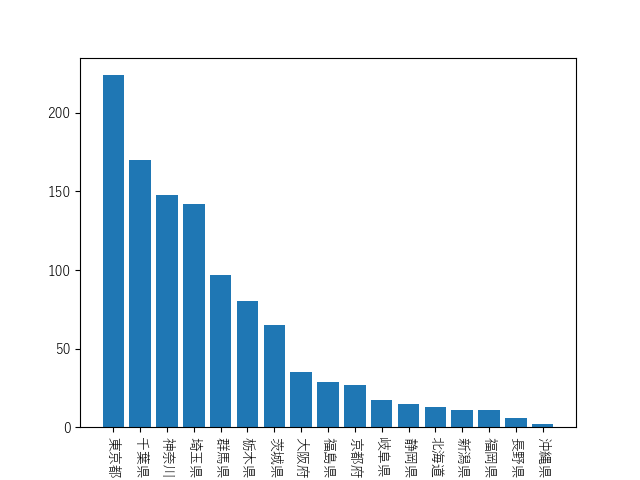 200
150
100
50
0
東京都
千葉県
神奈川
埼玉県
群馬県
栃木県
茨城県
大阪府
福島県
京都府
岐阜県
静岡県
北海道
新潟県
福岡県
長野県
沖縄県